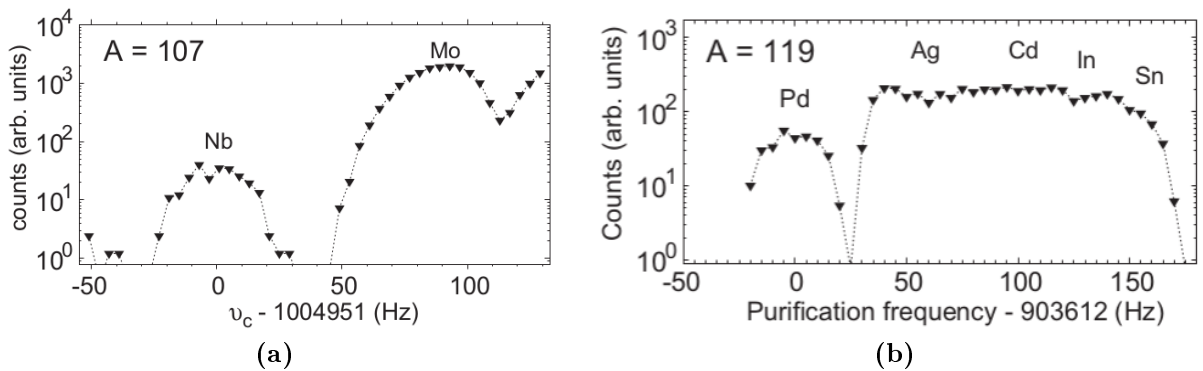 A = 107
Nb
Mo
counts (arb. units)
10^4
10^3
10^2
10^1
10^0
-50 0 50 100
υ_c - 1004951 (Hz)
(a)
A = 119
Pd
Ag
Cd
In
Sn
Counts (arb. units)
10^3
10^2
10^1
10^0
-50 0 50 100 150
Purification frequency - 903612 (Hz)
(b)